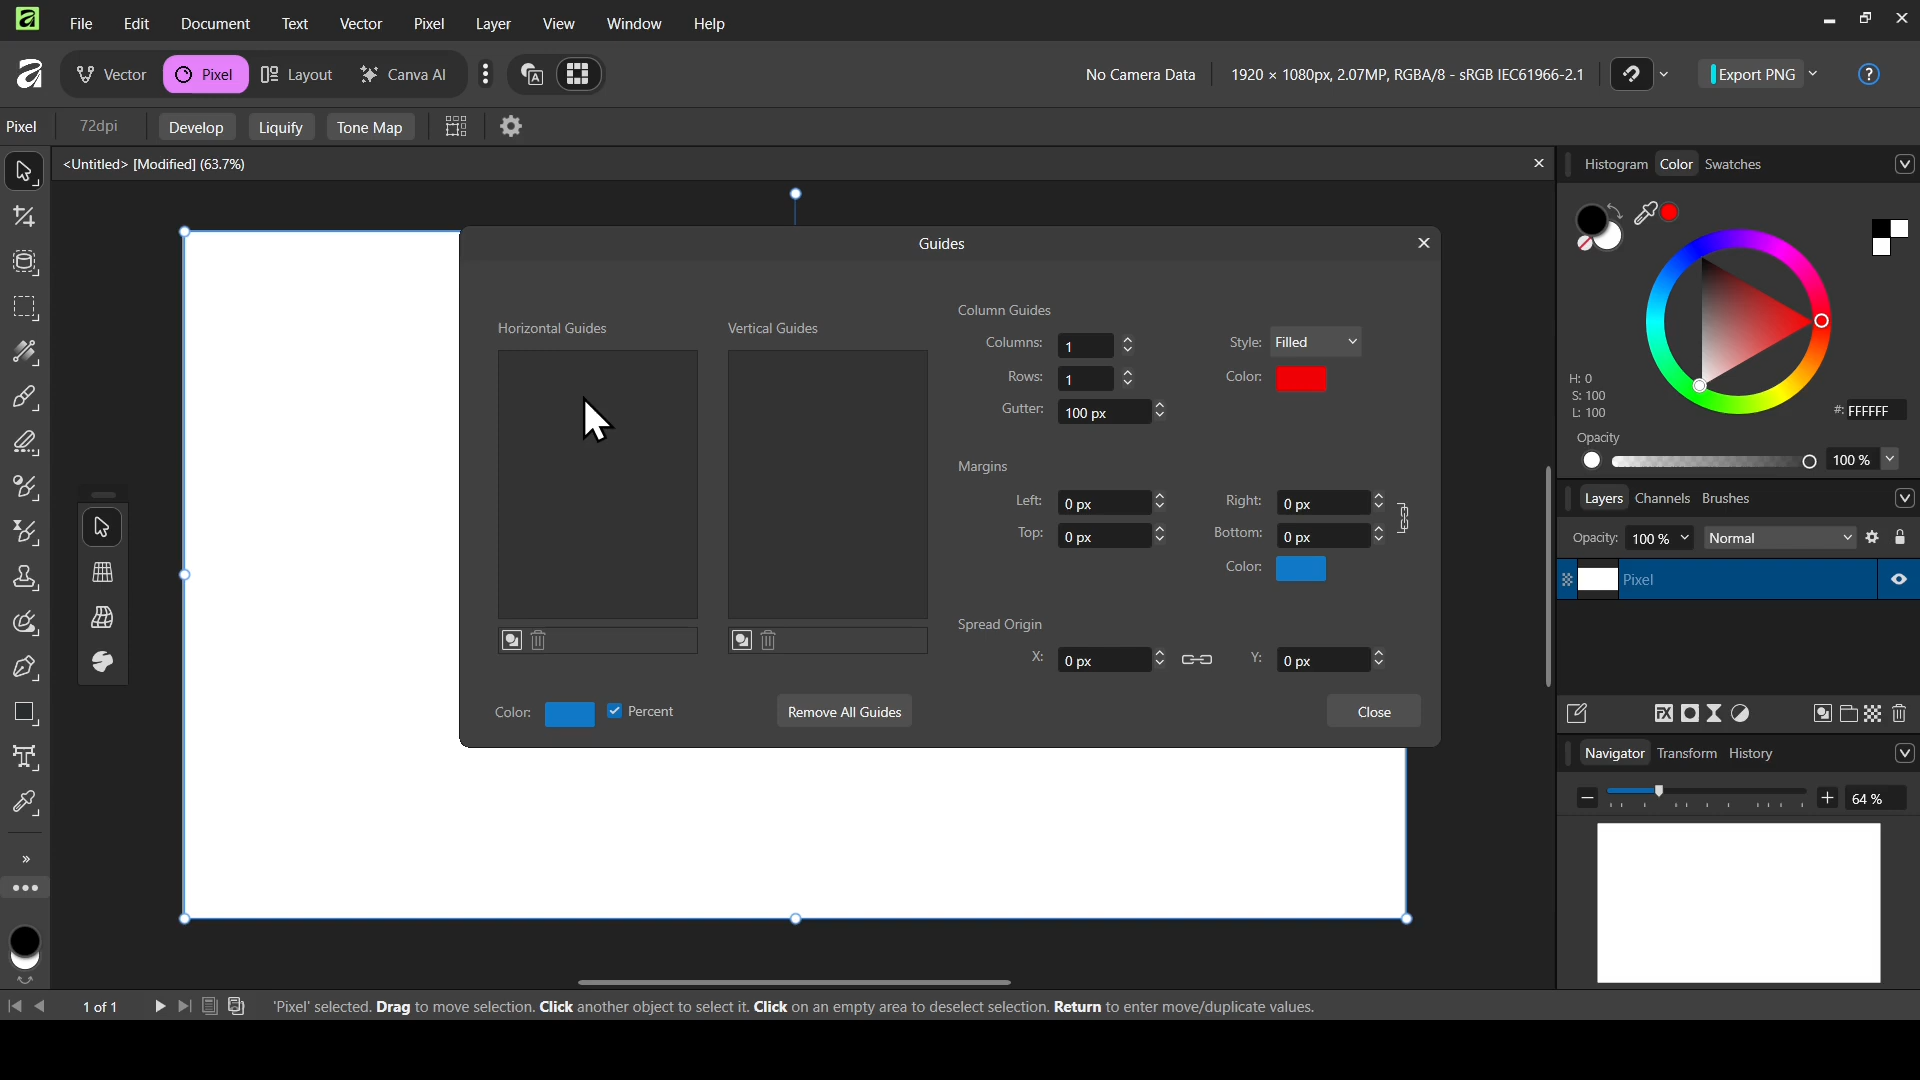 File Edit Document Text Vector Pixel Layer View Window Help
Vector Pixel Layout Canva AI No Camera Data 1920 × 1080px, 2.07MP, RGBA/8 - sRGB IEC61966-2.1 Export PNG ?
Pixel 72dpi Develop Liquify Tone Map
<Untitled> [Modified] (63.7%)
Histogram Color Swatches
Guides
Horizontal Guides
Vertical Guides
Column Guides
Columns: 1 Style: Filled
Rows: 1 Color:
Gutter: 100 px
Margins
Left: 0 px Right: 0 px
Top: 0 px Bottom: 0 px
Color:
Spread Origin
X: 0 px Y: 0 px
Color: Percent Remove All Guides Close
H: 0
S: 100
L: 100
#: FFFFFF
Opacity
100 %
Layers Channels Brushes
Opacity: 100 % Normal
Pixel
FX
Navigator Transform History
64 %
1 of 1 'Pixel' selected. Drag to move selection. Click another object to select it. Click on an empty area to deselect selection. Return to enter move/duplicate values.